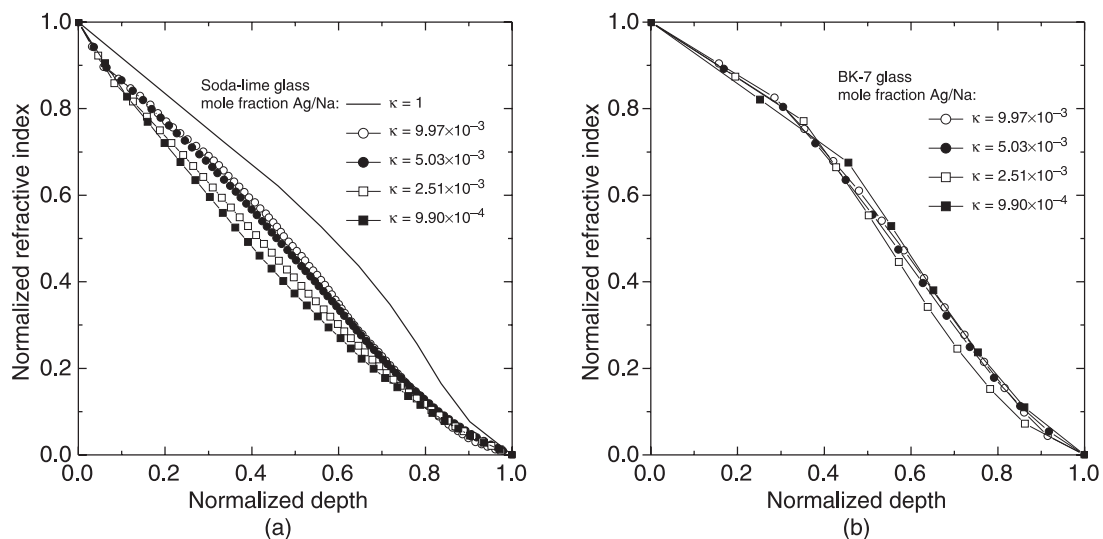 Normalized refractive index
1.0
0.8
0.6
0.4
0.2
0.0
Soda-lime glass
mole fraction Ag/Na:
κ = 1
κ = 9.97×10⁻³
κ = 5.03×10⁻³
κ = 2.51×10⁻³
κ = 9.90×10⁻⁴
0.0 0.2 0.4 0.6 0.8 1.0
Normalized depth
(a)
Normalized refractive index
1.0
0.8
0.6
0.4
0.2
0.0
BK-7 glass
mole fraction Ag/Na:
κ = 9.97×10⁻³
κ = 5.03×10⁻³
κ = 2.51×10⁻³
κ = 9.90×10⁻⁴
0.0 0.2 0.4 0.6 0.8 1.0
Normalized depth
(b)